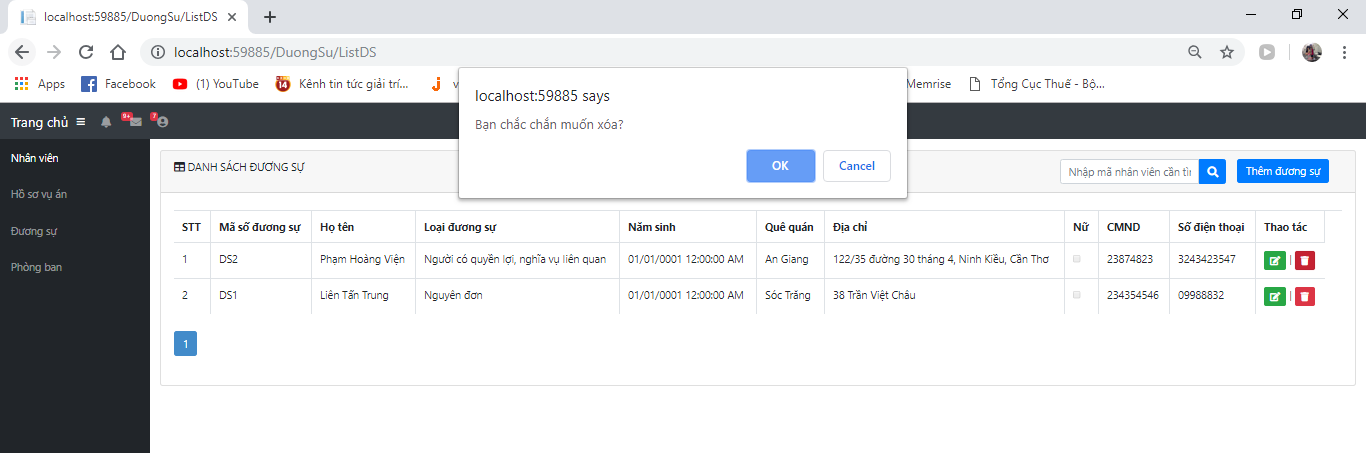 localhost:59885/DuongSu/ListDS
localhost:59885/DuongSu/ListDS
Apps Facebook (1) YouTube Kênh tin tức giải trí... Memrise Tổng Cục Thuế - Bộ...
localhost:59885 says
Bạn chắc chắn muốn xóa?
OK Cancel
Trang chủ 9+ 7
Nhân viên
Hồ sơ vụ án
Đương sự
Phòng ban
DANH SÁCH ĐƯƠNG SỰ Nhập mã nhân viên cần tìr Thêm đương sự
STT Mã số đương sự Họ tên Loại đương sự Năm sinh Quê quán Địa chỉ Nữ CMND Số điện thoại Thao tác
1 DS2 Phạm Hoàng Viện Người có quyền lợi, nghĩa vụ liên quan 01/01/0001 12:00:00 AM An Giang 122/35 đường 30 tháng 4, Ninh Kiều, Cần Thơ 23874823 3243423547 |
2 DS1 Liên Tấn Trung Nguyên đơn 01/01/0001 12:00:00 AM Sóc Trăng 38 Trần Việt Châu 234354546 09988832 |
1